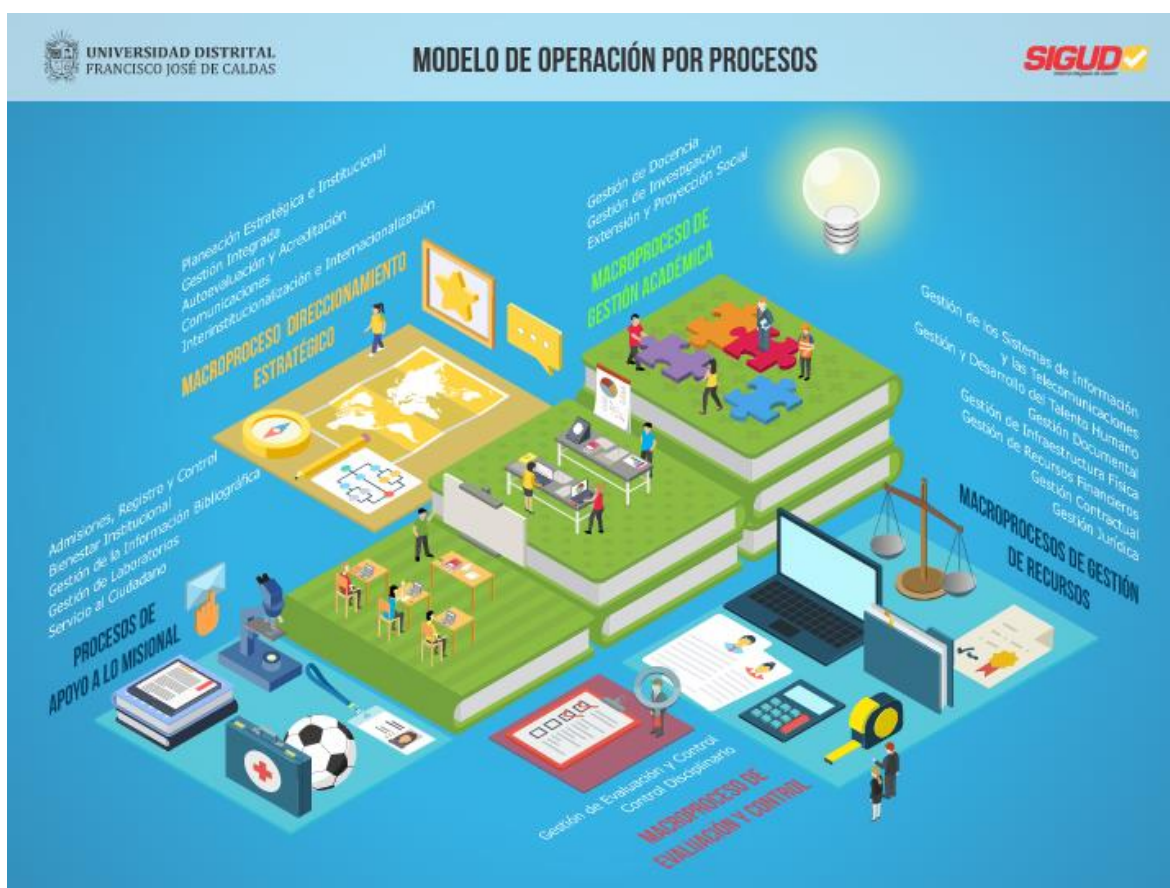 UNIVERSIDAD DISTRITAL
FRANCISCO JOSÉ DE CALDAS
MODELO DE OPERACIÓN POR PROCESOS
SIGUD
Planeación Estratégica e Institucional
Gestión Integrada
Autoevaluación y Acreditación
Comunicaciones
Interinstitucionalización e Internacionalización
MACROPROCESO DIRECCIONAMIENTO
ESTRATÉGICO
Gestión de Docencia
Gestión de Investigación
Extensión y Proyección Social
MACROPROCESO DE
GESTIÓN ACADÉMICA
Gestión de los Sistemas de Información
y las Telecomunicaciones
Gestión y Desarrollo del Talento Humano
Gestión Documental
Gestión de Infraestructura Física
Gestión de Recursos Financieros
Gestión Contractual
Gestión Jurídica
MACROPROCESOS DE GESTIÓN
DE RECURSOS
Admisiones, Registro y Control
Bienestar Institucional
Gestión de la Información Bibliográfica
Gestión de Laboratorios
Servicio al Ciudadano
PROCESOS DE
APOYO A LO MISIONAL
Gestión de Evaluación y Control
Control Disciplinario
MACROPROCESO DE
EVALUACIÓN Y CONTROL